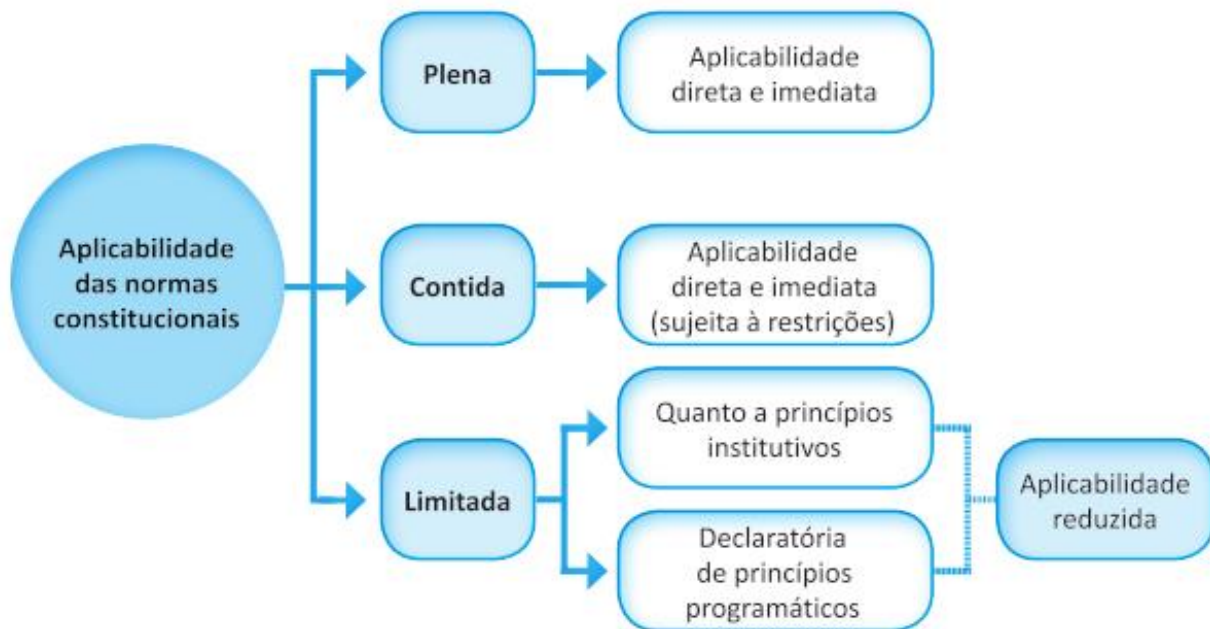 Aplicabilidade
das normas
constitucionais
Plena
Aplicabilidade
direta e imediata
Contida
Aplicabilidade
direta e imediata
(sujeita à restrições)
Limitada
Quanto a princípios
institutivos
Declaratória
de princípios
programáticos
Aplicabilidade
reduzida